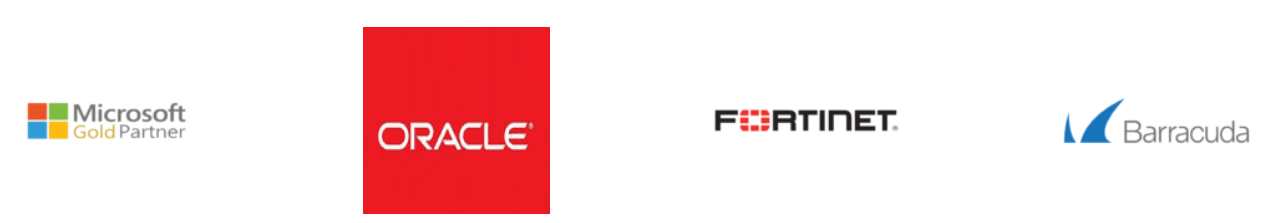 Microsoft
Gold Partner
ORACLE®
FORTINET®
Barracuda